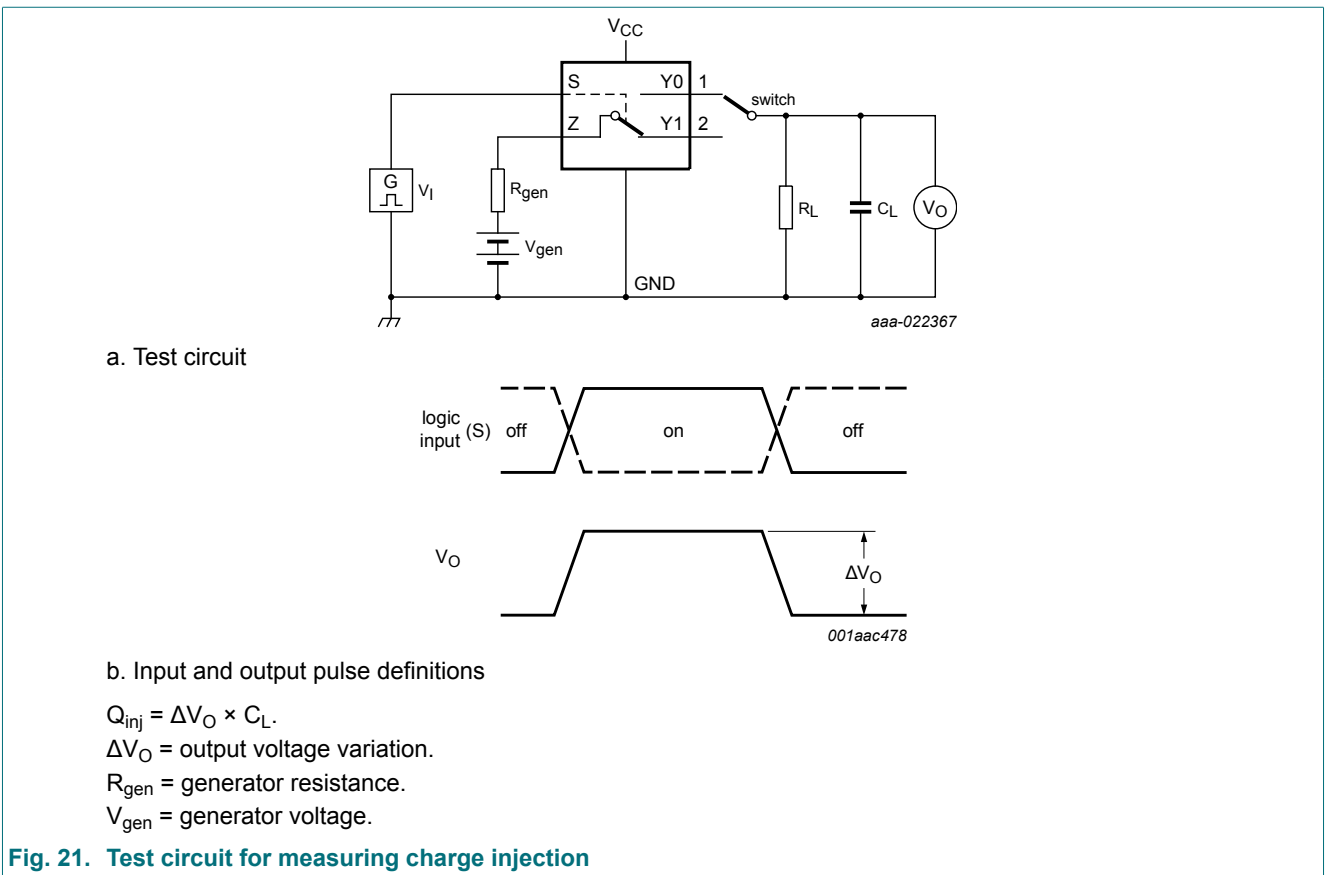 VCC
S Y0 1
switch
Z Y1 2
G VI
Rgen
RL CL VO
Vgen
GND
aaa-022367
a. Test circuit
logic input (S) off on off
VO
ΔVO
001aac478
b. Input and output pulse definitions
Qinj = ΔVO × CL.
ΔVO = output voltage variation.
Rgen = generator resistance.
Vgen = generator voltage.
Fig. 21. Test circuit for measuring charge injection